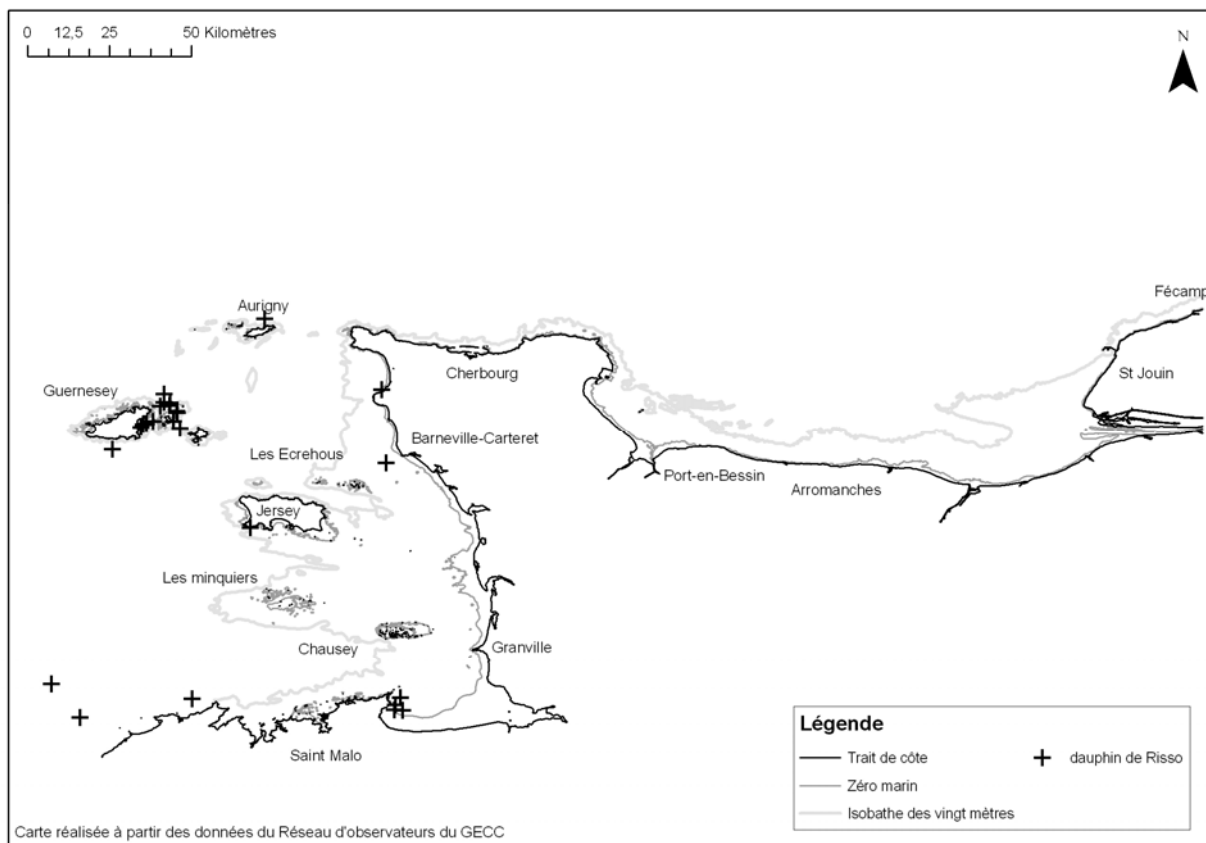 0 12,5 25 50 Kilomètres
N
Aurigny
Fécamp
Cherbourg
St Jouin
Guernesey
Barneville-Carteret
Les Ecrehous
Port-en-Bessin
Arromanches
Jersey
Les minquiers
Chausey
Granville
Saint Malo
Légende
Trait de côte
dauphin de Risso
Zéro marin
Isobathe des vingt mètres
Carte réalisée à partir des données du Réseau d'observateurs du GECC